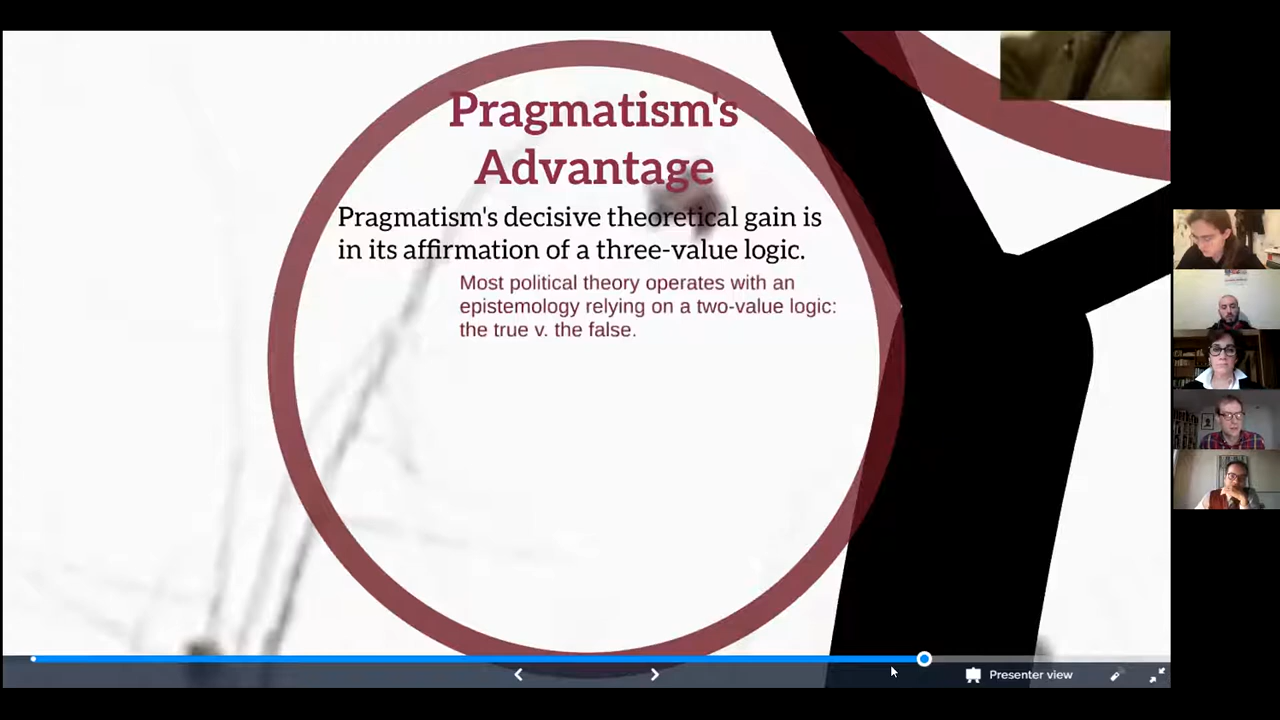 Pragmatism's
Advantage
Pragmatism's decisive theoretical gain is
in its affirmation of a three-value logic.
Most political theory operates with an
epistemology relying on a two-value logic:
the true v. the false.
Presenter view